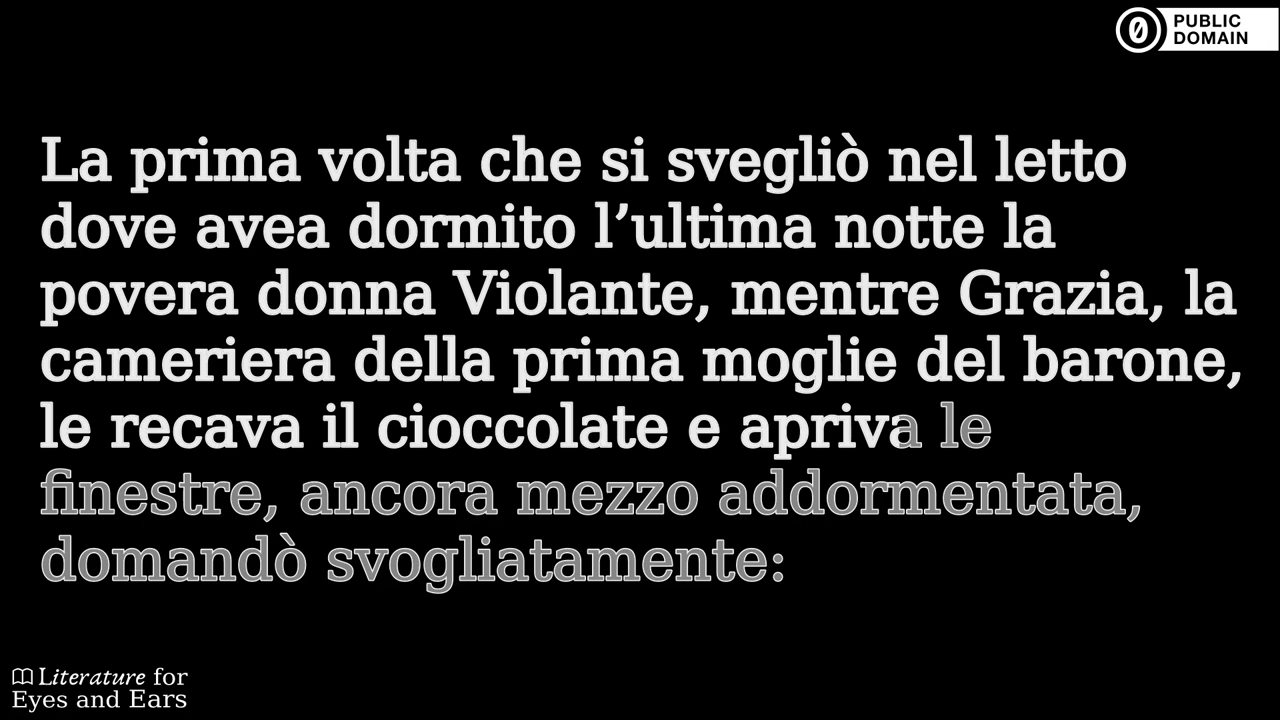 PUBLIC
DOMAIN
La prima volta che si svegliò nel letto
dove avea dormito l’ultima notte la
povera donna Violante, mentre Grazia, la
cameriera della prima moglie del barone,
le recava il cioccolate e apriva le
finestre, ancora mezzo addormentata,
domandò svogliatamente:
Literature for
Eyes and Ears